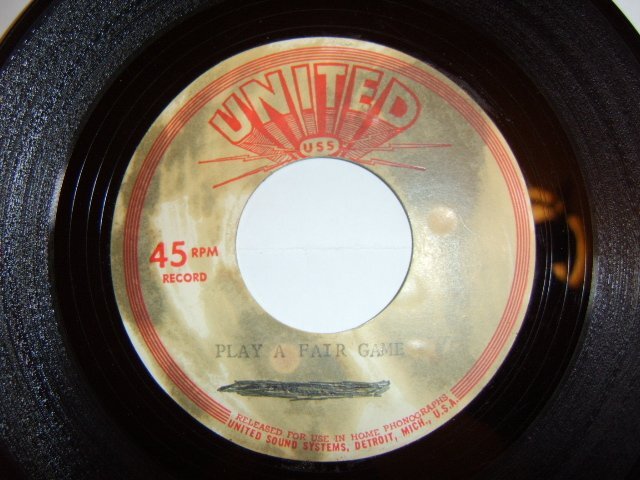 UNITED
USS
45 RPM
RECORD
PLAY A FAIR GAME
RELEASED FOR USE IN HOME PHONOGRAPHS
UNITED SOUND SYSTEMS, DETROIT, MICH., U.S.A.